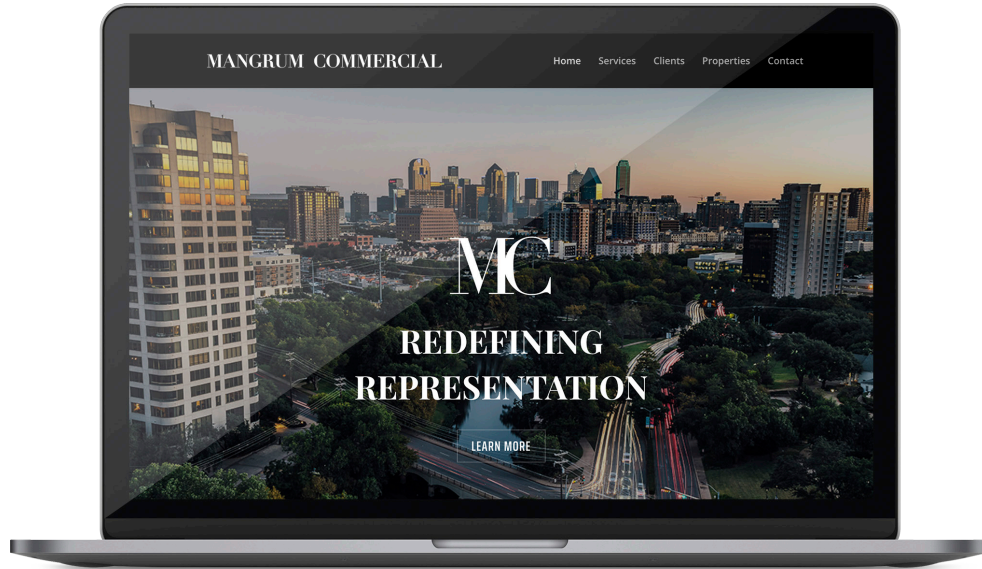 MANGRUM COMMERCIAL
Home Services Clients Properties Contact
MC
REDEFINING
REPRESENTATION
LEARN MORE